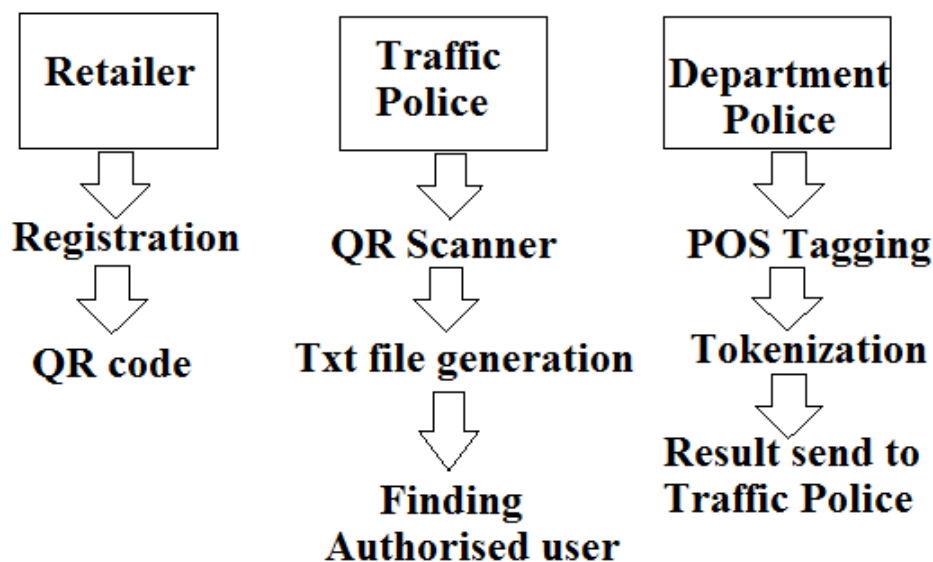 Retailer
Registration
QR code
Traffic
Police
QR Scanner
Txt file generation
Finding
Authorised user
Department
Police
POS Tagging
Tokenization
Result send to
Traffic Police